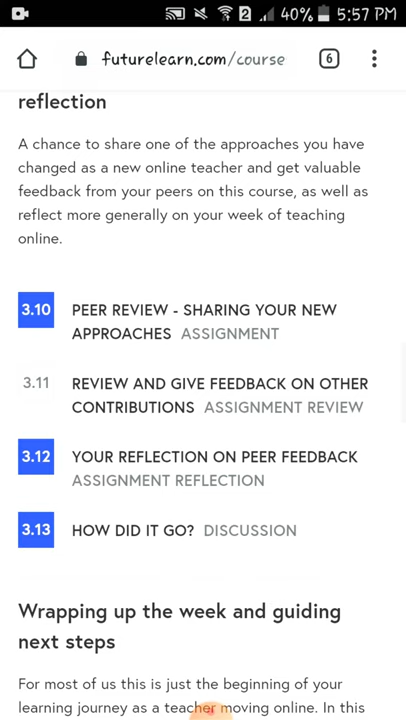 2 40% 5:57 PM
futurelearn.com/course 6
reflection
A chance to share one of the approaches you have
changed as a new online teacher and get valuable
feedback from your peers on this course, as well as
reflect more generally on your week of teaching
online.
3.10 PEER REVIEW - SHARING YOUR NEW
APPROACHES ASSIGNMENT
3.11 REVIEW AND GIVE FEEDBACK ON OTHER
CONTRIBUTIONS ASSIGNMENT REVIEW
3.12 YOUR REFLECTION ON PEER FEEDBACK
ASSIGNMENT REFLECTION
3.13 HOW DID IT GO? DISCUSSION
Wrapping up the week and guiding
next steps
For most of us this is just the beginning of your
learning journey as a teacher moving online. In this